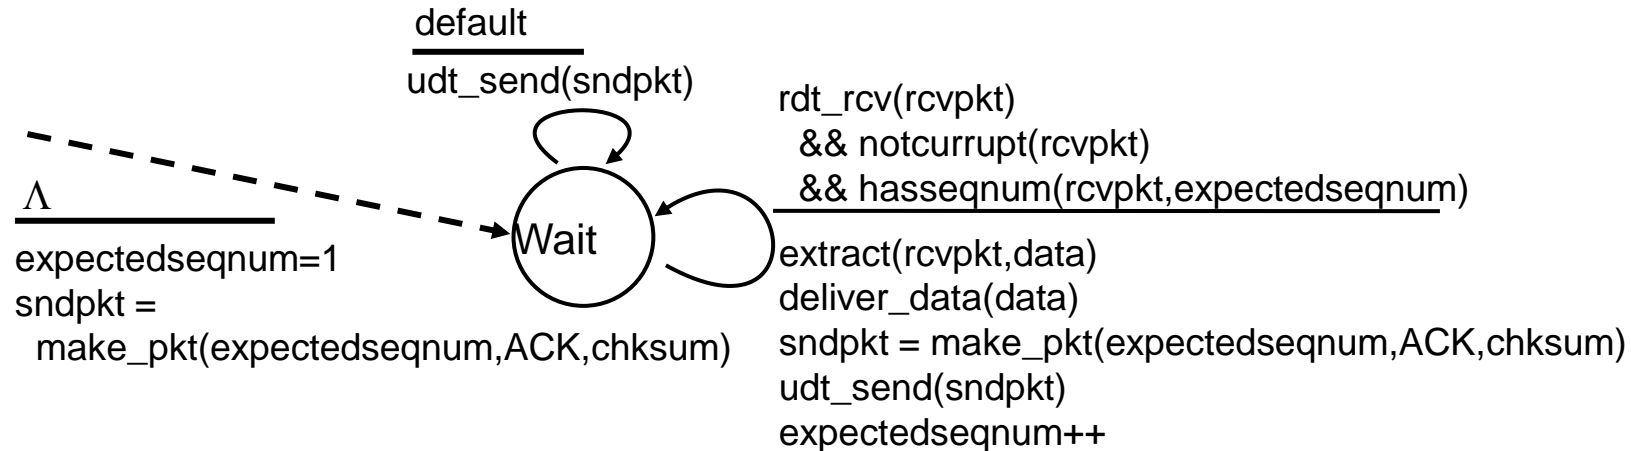 default
udt_send(sndpkt)
Λ
expectedseqnum=1
sndpkt =
make_pkt(expectedseqnum,ACK,chksum)
Wait
rdt_rcv(rcvpkt)
&& notcurrupt(rcvpkt)
&& hasseqnum(rcvpkt,expectedseqnum)
extract(rcvpkt,data)
deliver_data(data)
sndpkt = make_pkt(expectedseqnum,ACK,chksum)
udt_send(sndpkt)
expectedseqnum++